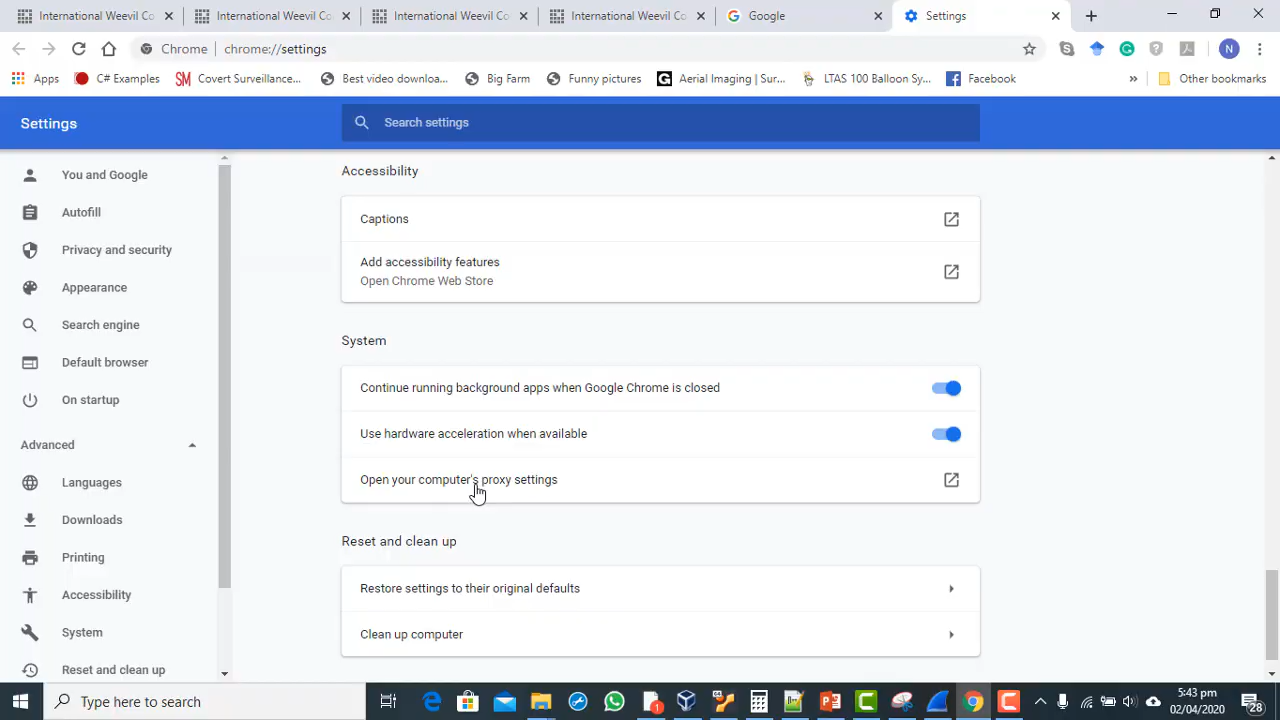 International Weevil Co
International Weevil Co
International Weevil Co
International Weevil Co
Google
Settings
Chrome
chrome://settings
N
Apps
C# Examples
SM
Covert Surveillance...
Best video downloa...
Big Farm
Funny pictures
G
Aerial Imaging | Sur...
LTAS 100 Balloon Sy...
Facebook
»
Other bookmarks
Settings
Search settings
You and Google
Autofill
Privacy and security
Appearance
Search engine
Default browser
On startup
Advanced
Languages
Downloads
Printing
Accessibility
System
Reset and clean up
Accessibility
Captions
Add accessibility features
Open Chrome Web Store
System
Continue running background apps when Google Chrome is closed
Use hardware acceleration when available
Open your computer's proxy settings
Reset and clean up
Restore settings to their original defaults
Clean up computer
Type here to search
5:43 pm
02/04/2020
28